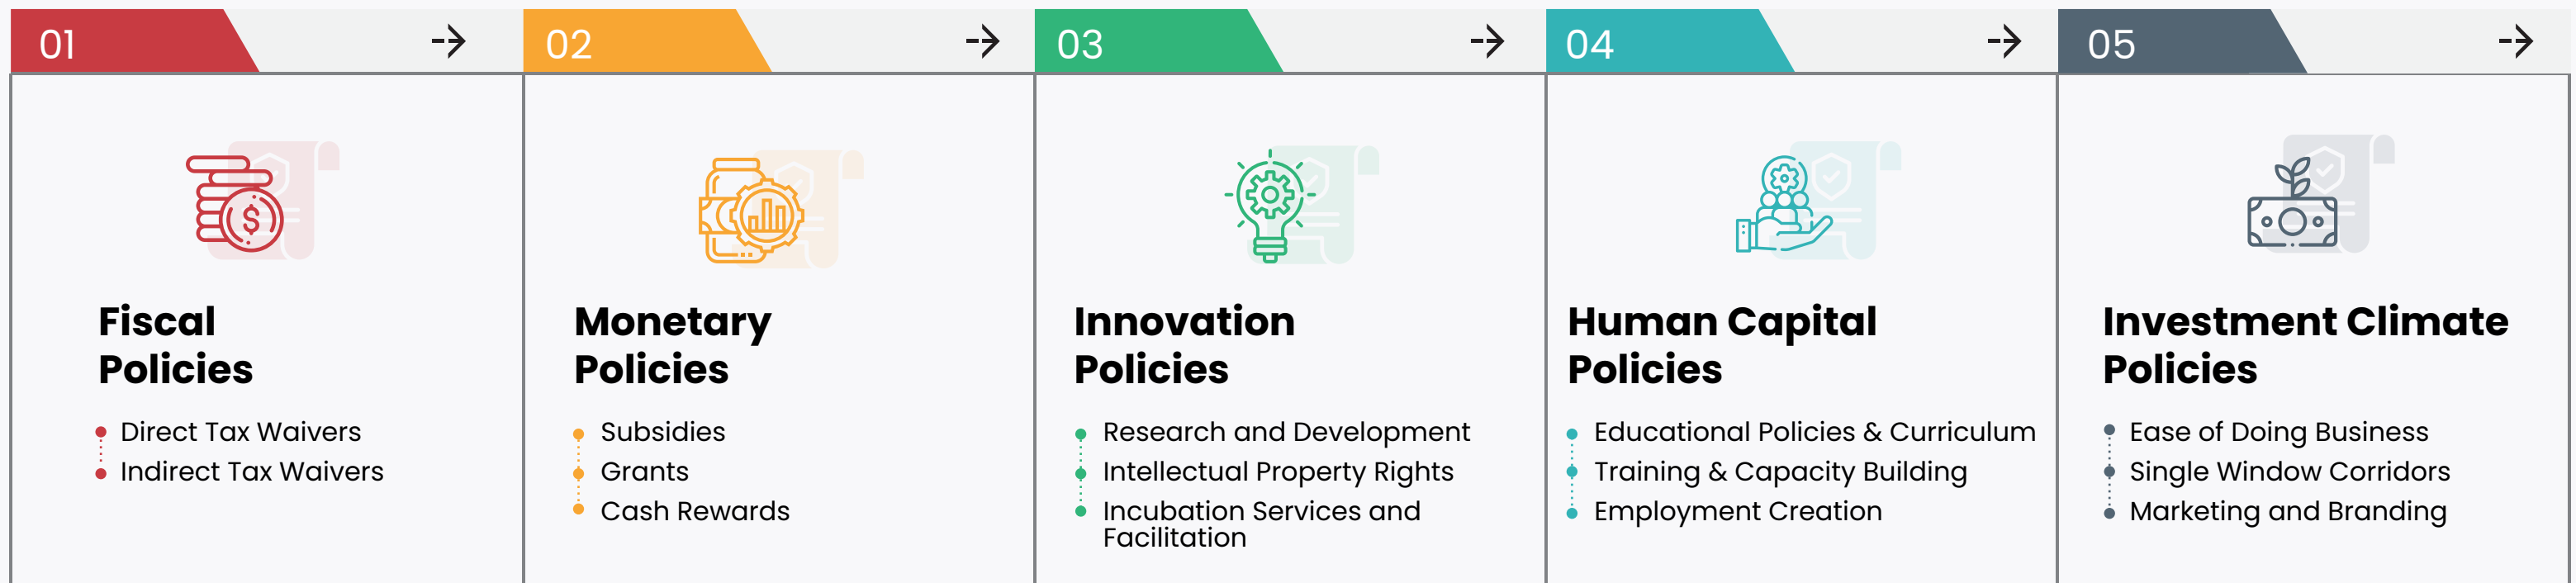 01
Fiscal
Policies
Direct Tax Waivers
Indirect Tax Waivers
02
Monetary
Policies
Subsidies
Grants
Cash Rewards
03
Innovation
Policies
Research and Development
Intellectual Property Rights
Incubation Services and
Facilitation
04
Human Capital
Policies
Educational Policies & Curriculum
Training & Capacity Building
Employment Creation
05
Investment Climate
Policies
Ease of Doing Business
Single Window Corridors
Marketing and Branding